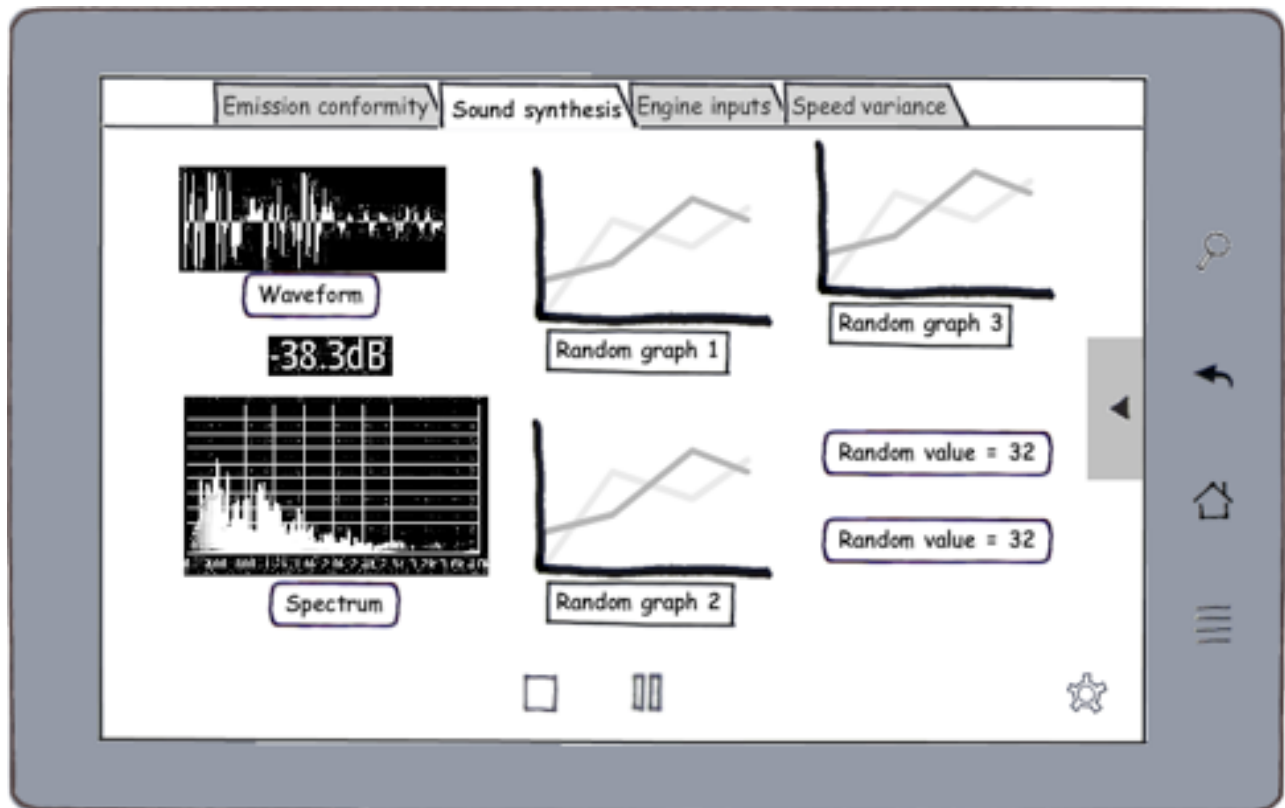 Emission conformity
Sound synthesis
Engine inputs
Speed variance
Waveform
-38.3dB
Spectrum
Random graph 1
Random graph 2
Random graph 3
Random value = 32
Random value = 32